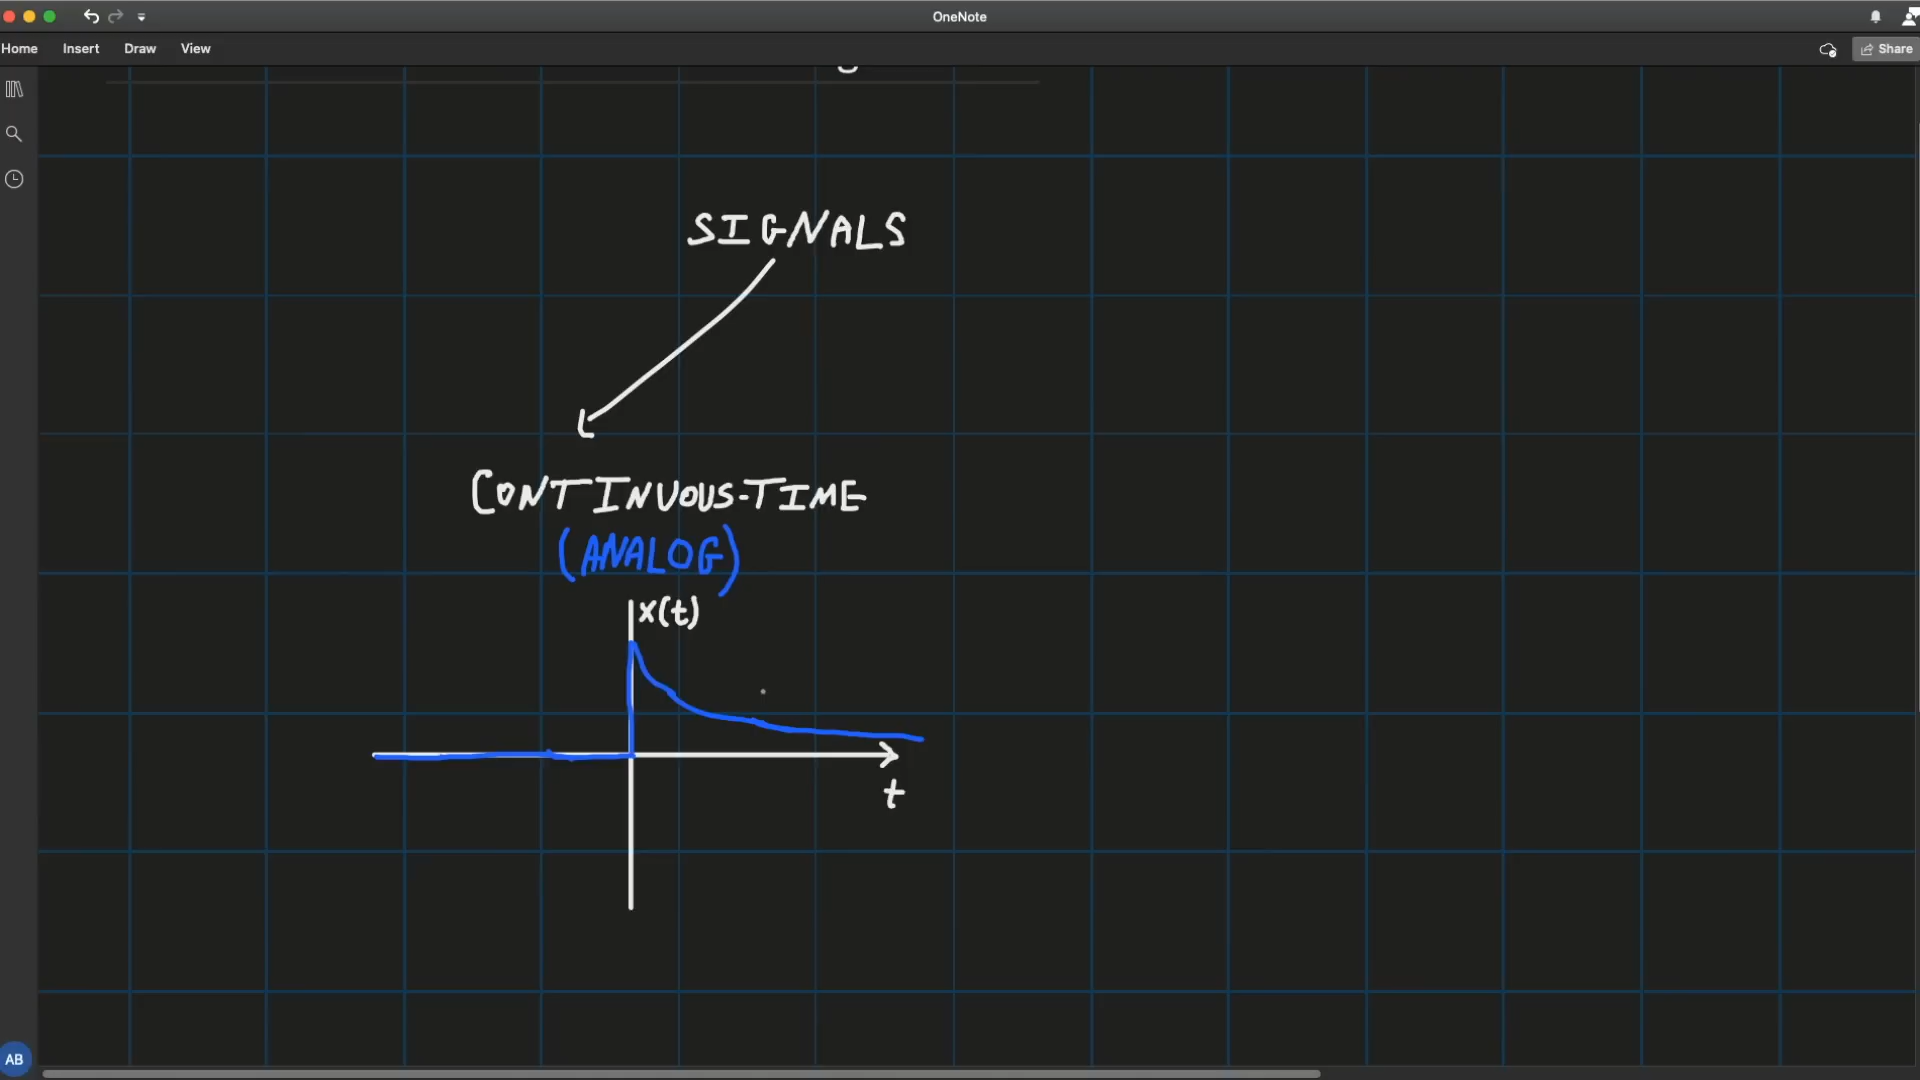 OneNote
Home Insert Draw View
Share
SIGNALS
CONTINUOUS-TIME
(ANALOG)
x(t)
t
AB